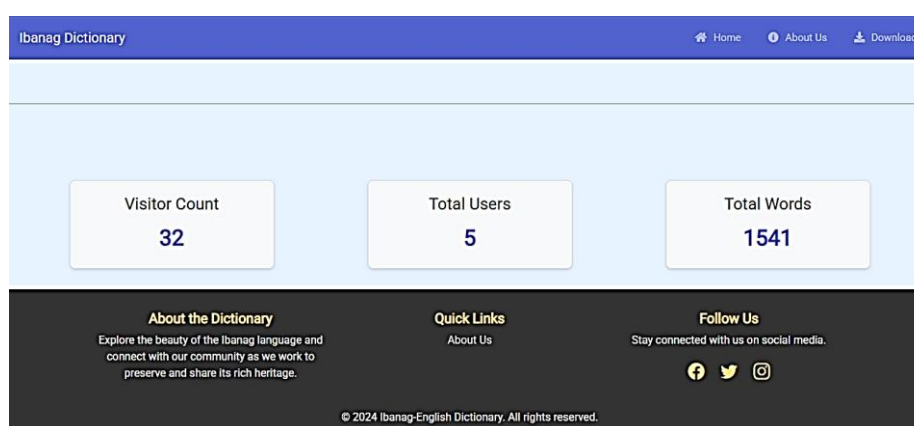 Ibanag Dictionary
Home
About Us
Download
Visitor Count
32
Total Users
5
Total Words
1541
About the Dictionary
Explore the beauty of the Ibanag language and
connect with our community as we work to
preserve and share its rich heritage.
Quick Links
About Us
Follow Us
Stay connected with us on social media.
© 2024 Ibanag-English Dictionary. All rights reserved.